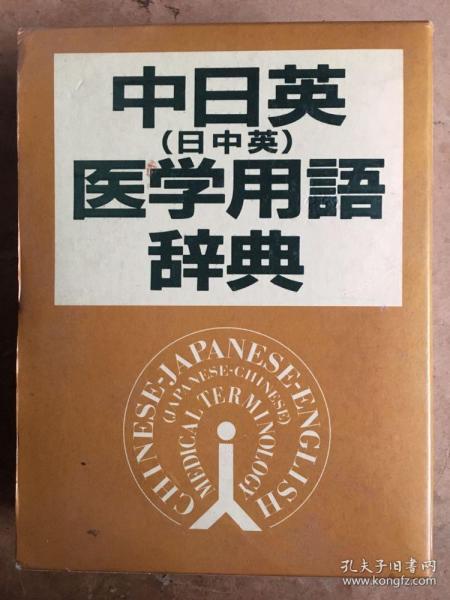 中日英
(日中英)
医学用語
辞典
CHINESE-JAPANESE-ENGLISH
(JAPANESE-CHINESE)
MEDICAL TERMINOLOGY
孔夫子旧书网
www.kongfz.com